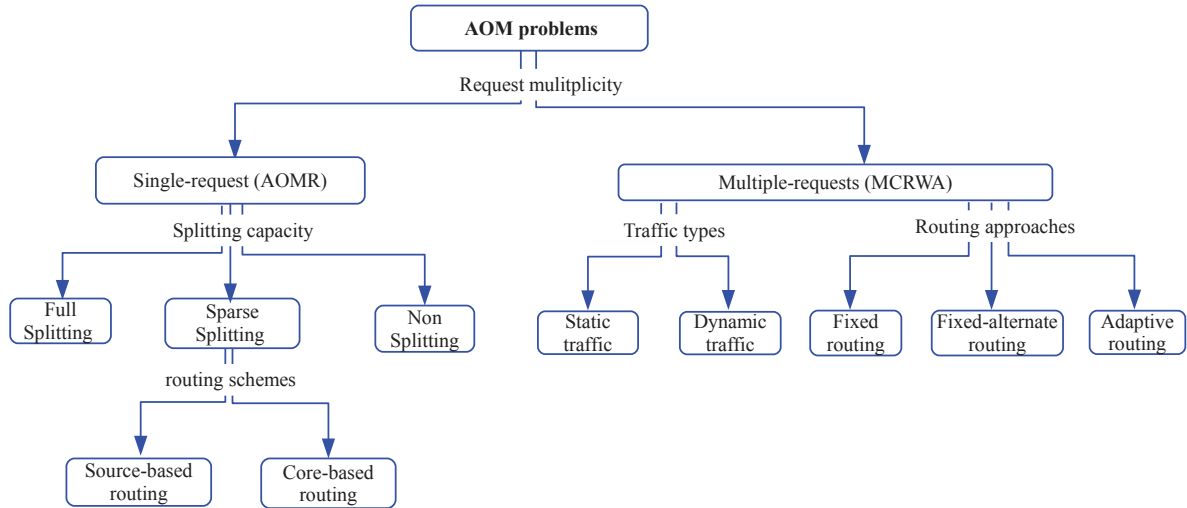 AOM problems
Request mulitplicity
Single-request (AOMR)
Multiple-requests (MCRWA)
Splitting capacity
Traffic types
Routing approaches
Full
Splitting
Sparse
Splitting
Non
Splitting
Static
traffic
Dynamic
traffic
Fixed
routing
Fixed-alternate
routing
Adaptive
routing
routing schemes
Source-based
routing
Core-based
routing